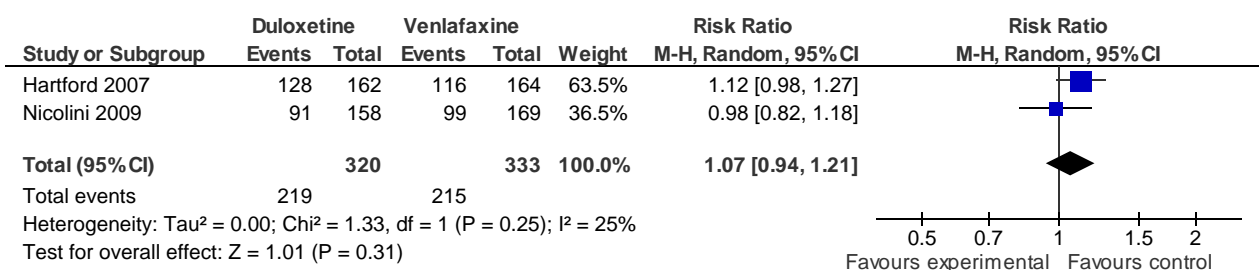 Duloxetine Venlafaxine Risk Ratio Risk Ratio
Study or Subgroup Events Total Events Total Weight M-H, Random, 95%CI M-H, Random, 95%CI
Hartford 2007 128 162 116 164 63.5% 1.12 [0.98, 1.27]
Nicolini 2009 91 158 99 169 36.5% 0.98 [0.82, 1.18]
Total (95%CI) 320 333 100.0% 1.07 [0.94, 1.21]
Total events 219 215
Heterogeneity: Tau² = 0.00; Chi² = 1.33, df = 1 (P = 0.25); I² = 25%
Test for overall effect: Z = 1.01 (P = 0.31)
0.5 0.7 1 1.5 2
Favours experimental Favours control